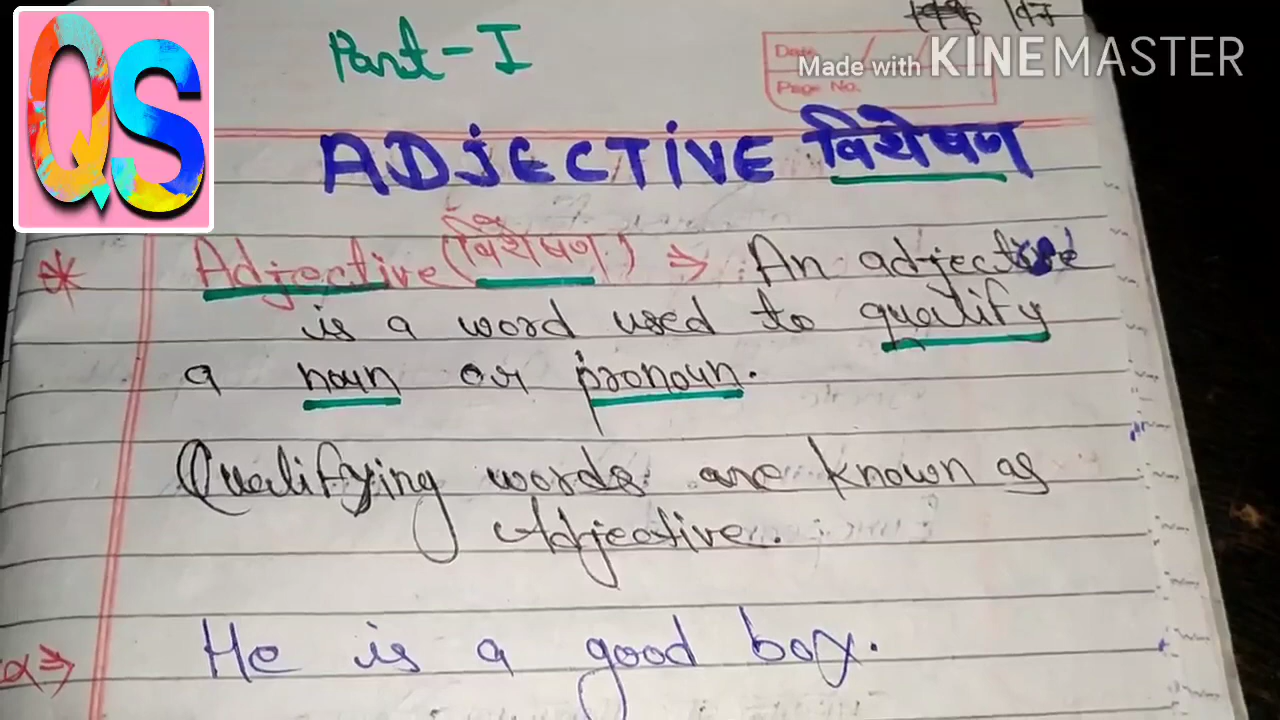 QS
Part - I
Made with KINEMASTER
Date
Page No.
ADJECTIVE विशेषण
* Adjective (विशेषण) ⇒ An adjective
is a word used to qualify
a noun or pronoun.
Qualifying words are known as
Adjective.
He is a good boy.